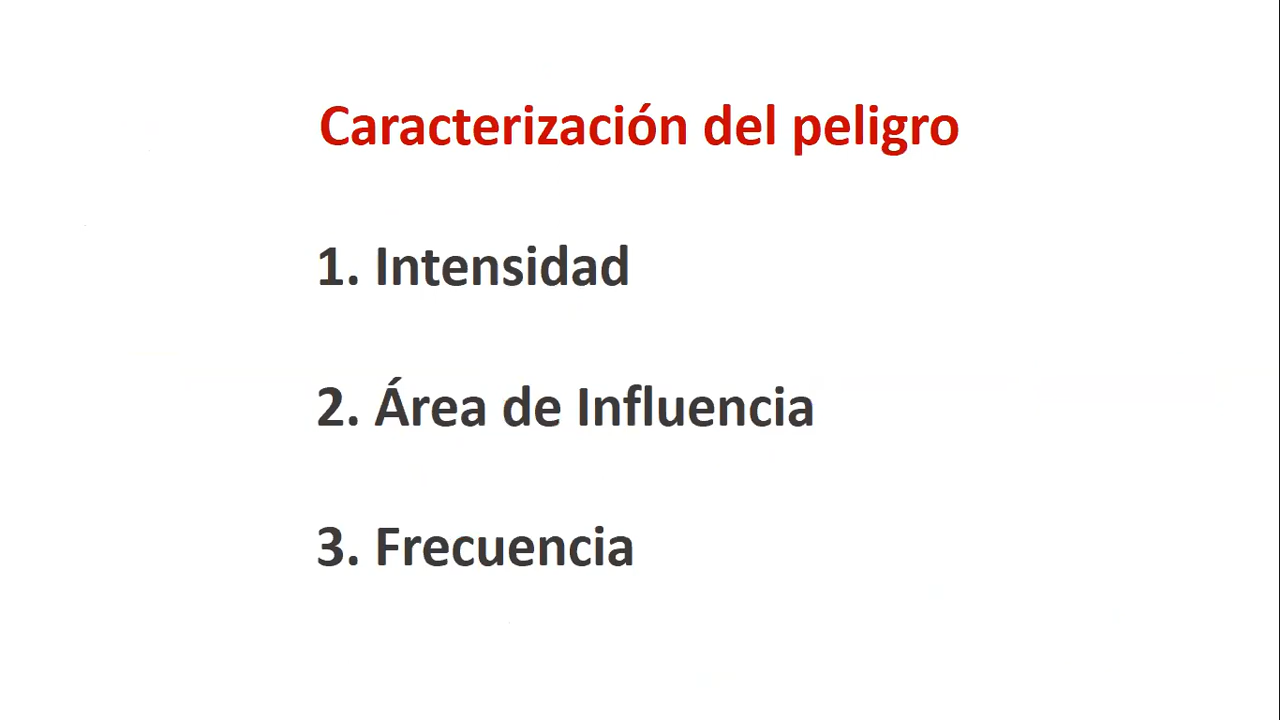 Caracterización del peligro
1. Intensidad
2. Área de Influencia
3. Frecuencia